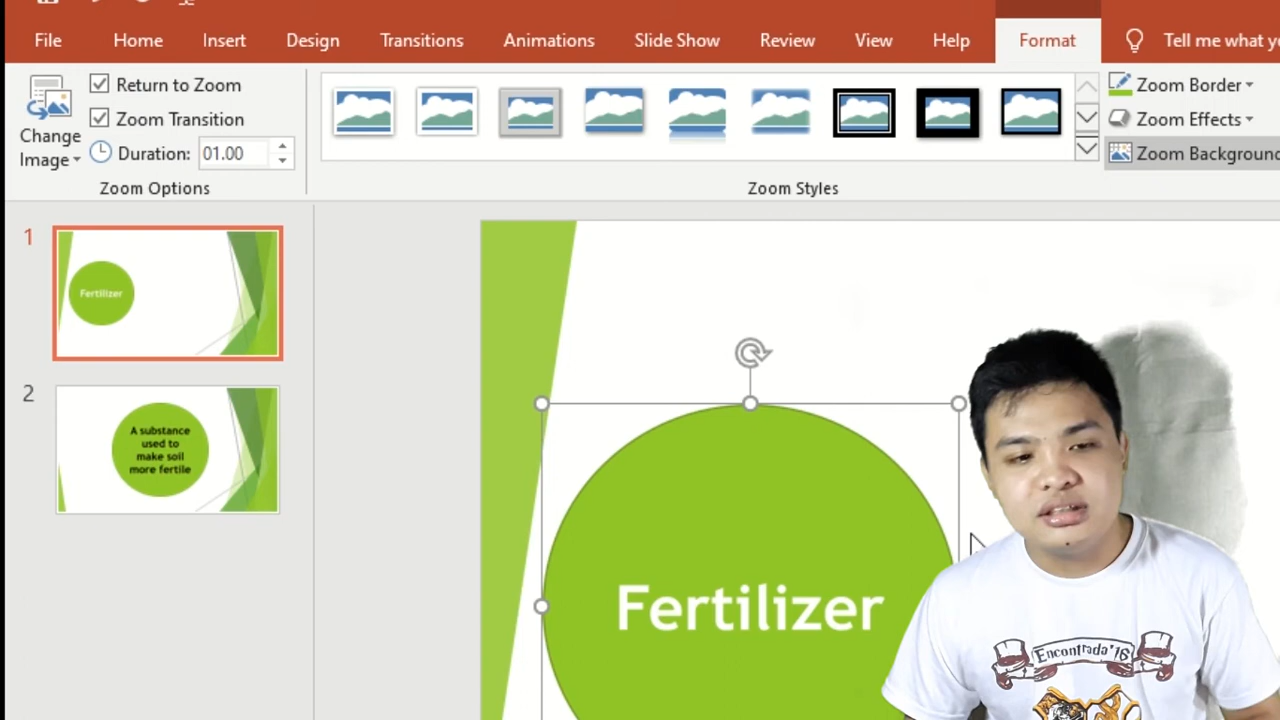 File Home Insert Design Transitions Animations Slide Show Review View Help Format Tell me what
Change
Image
Return to Zoom
Zoom Transition
Duration: 01.00
Zoom Options
Zoom Styles
Zoom Border
Zoom Effects
Zoom Background
1
Fertilizer
2
A substance
used to
make soil
more fertile
Fertilizer
Encontrada'16